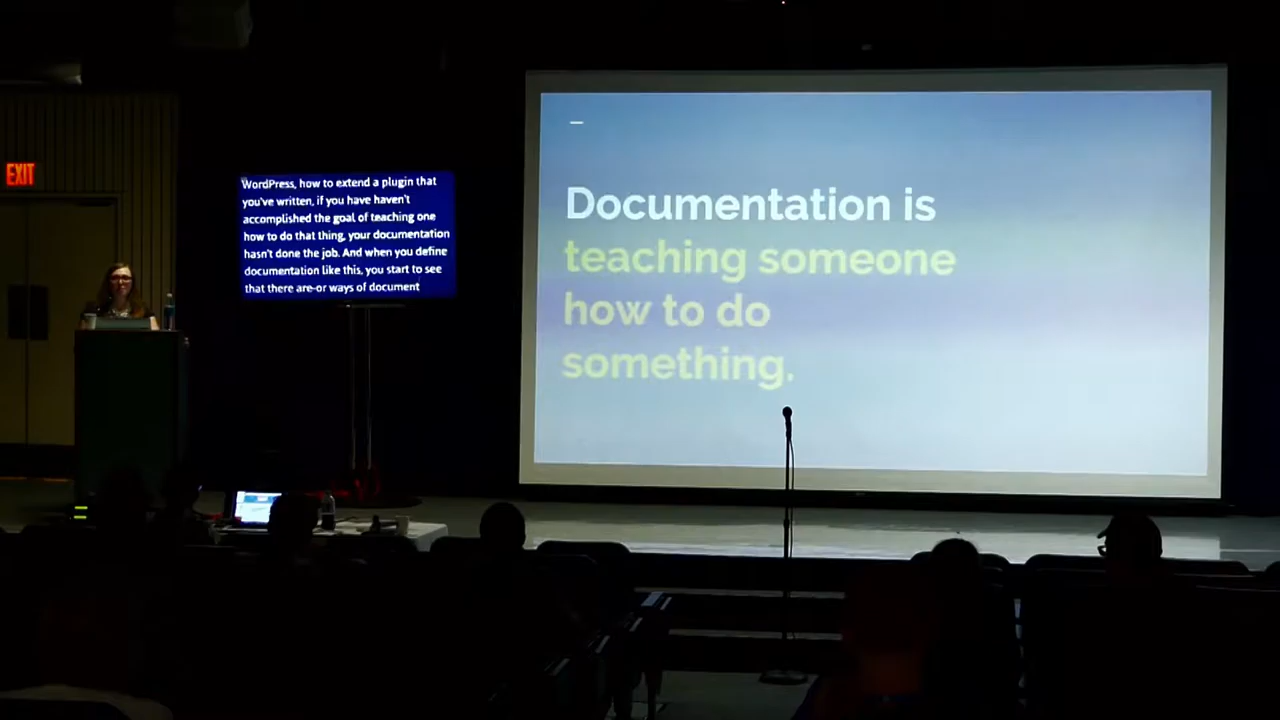 EXIT
WordPress, how to extend a plugin that
you've written, if you have haven't
accomplished the goal of teaching one
how to do that thing, your documentation
hasn't done the job. And when you define
documentation like this, you start to see
that there are-or ways of document
Documentation is
teaching someone
how to do
something.